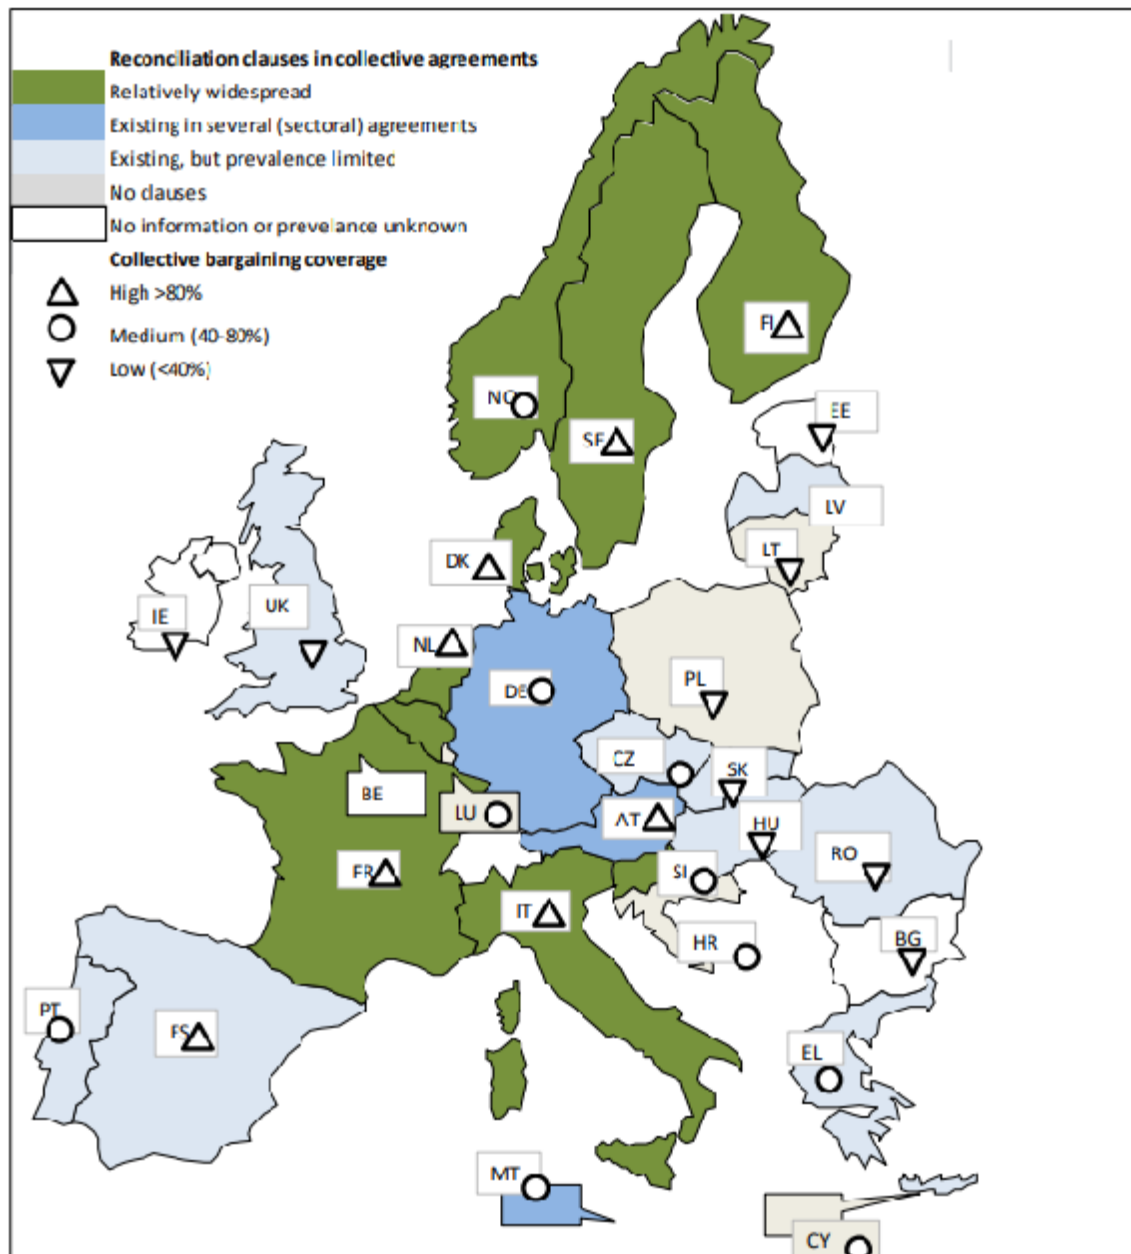 Reconciliation clauses in collective agreements
Relatively widespread
Existing in several (sectoral) agreements
Existing, but prevalence limited
No clauses
No information or prevelance unknown
Collective bargaining coverage
High >80%
Medium (40-80%)
Low (<40%)
FI
NO
EE
SE
LV
LT
DK
UK
IE
NL
PL
DE
CZ
SK
BE
LU
AT
HU
RO
FR
SI
IT
HR
BG
PT
ES
EL
MT
CY